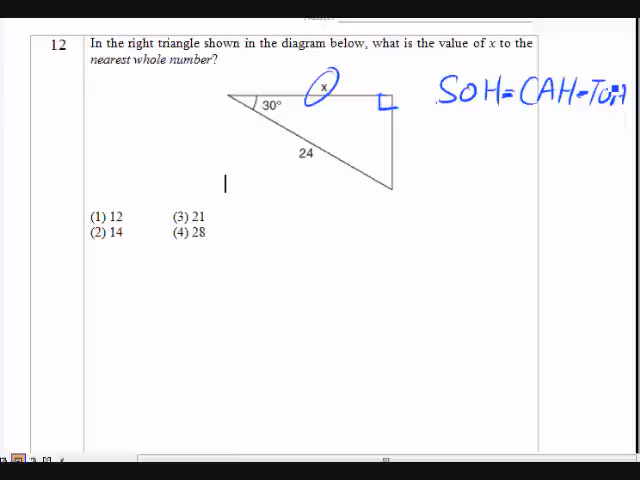 12 In the right triangle shown in the diagram below, what is the value of x to the
nearest whole number?
x
SOH-CAH-TOA
30°
24
(1) 12 (3) 21
(2) 14 (4) 28